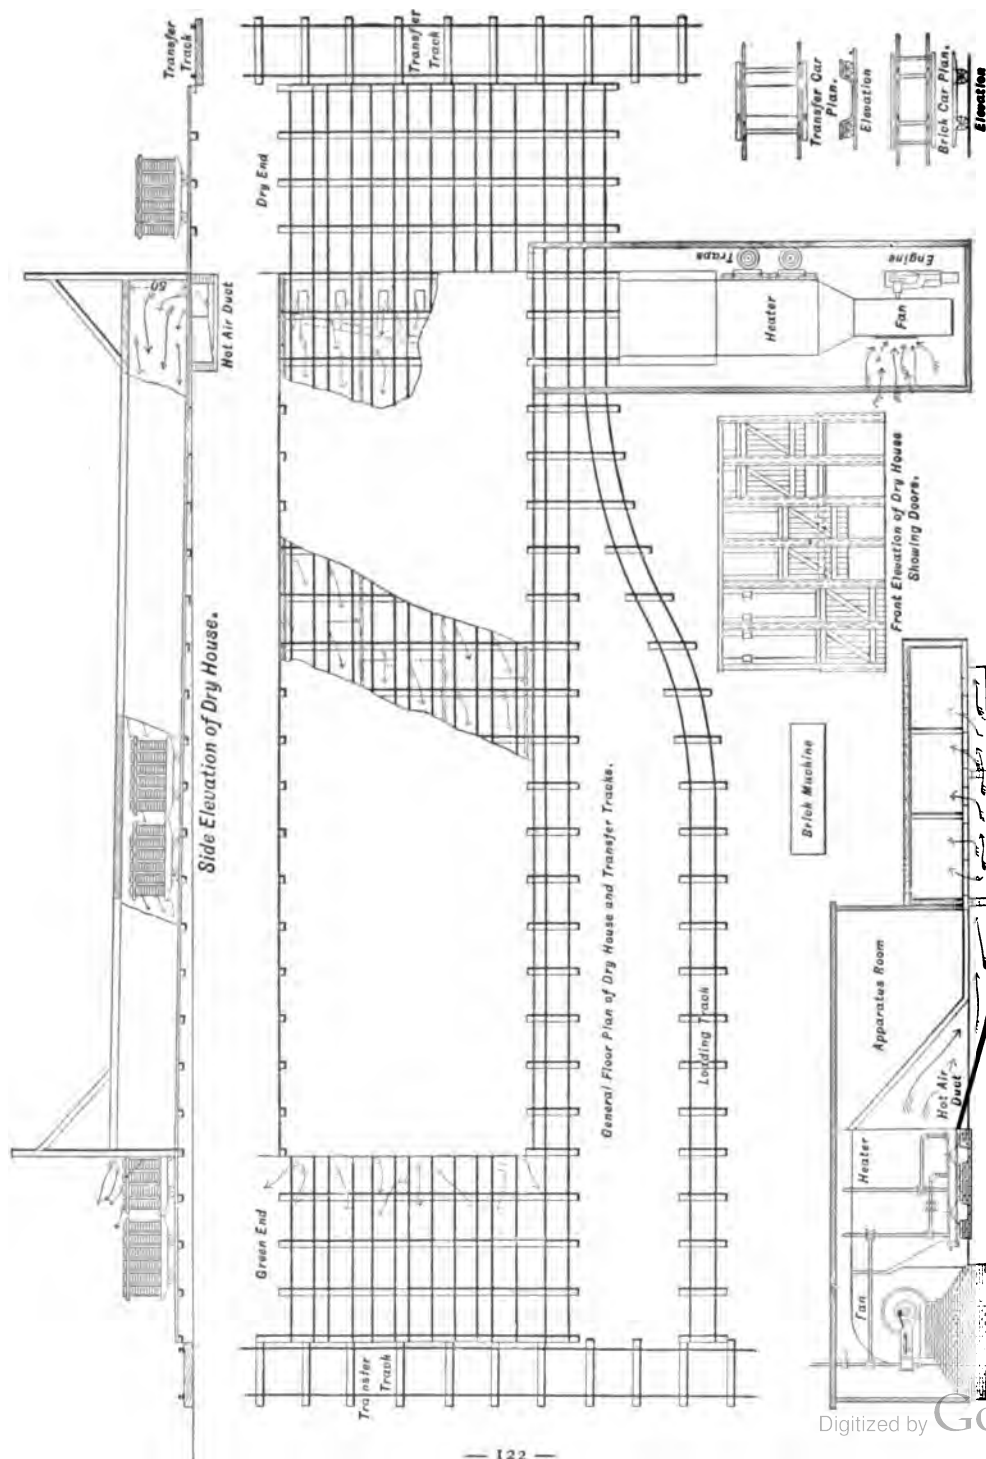 Transfer
Track
Transfer
Track
Transfer Car
Plan.
Elevation
Brick Car Plan.
Elevation
Dry End
50
Hot Air Duct
Traps
Engine
Heater
Fan
Front Elevation of Dry House
Showing Doors.
Side Elevation of Dry House.
General Floor Plan of Dry House and Transfer Tracks.
Brick Machine
Loading Track
Apparatus Room
Hot Air
Duct
Heater
Fan
Green End
Transfer
Track
Digitized by Go
— 122 —